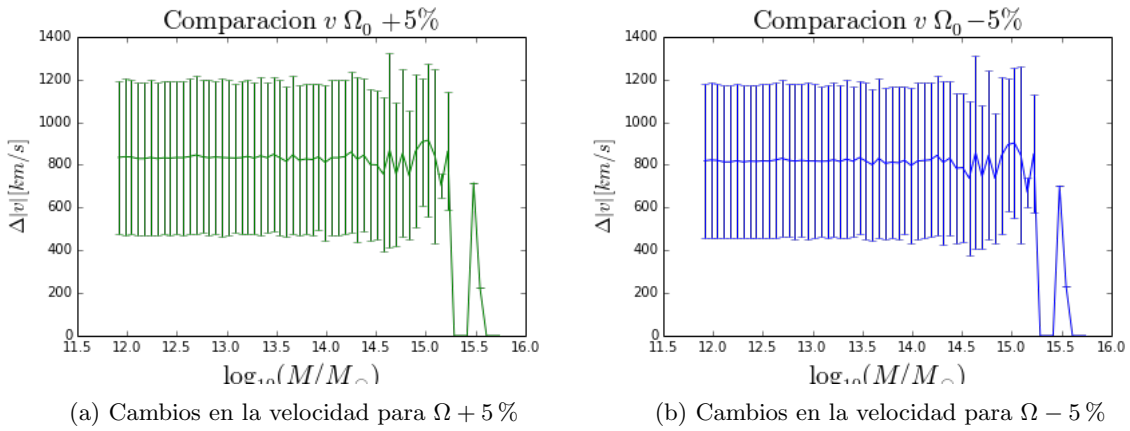 Comparacion v Ω₀ +5%
1400
1200
1000
800
600
400
200
0
Δ|v|[km/s]
11.5 12.0 12.5 13.0 13.5 14.0 14.5 15.0 15.5 16.0
log₁₀(M/M☉)
(a) Cambios en la velocidad para Ω + 5 %
Comparacion v Ω₀ −5%
1400
1200
1000
800
600
400
200
0
Δ|v|[km/s]
11.5 12.0 12.5 13.0 13.5 14.0 14.5 15.0 15.5 16.0
log₁₀(M/M☉)
(b) Cambios en la velocidad para Ω − 5 %